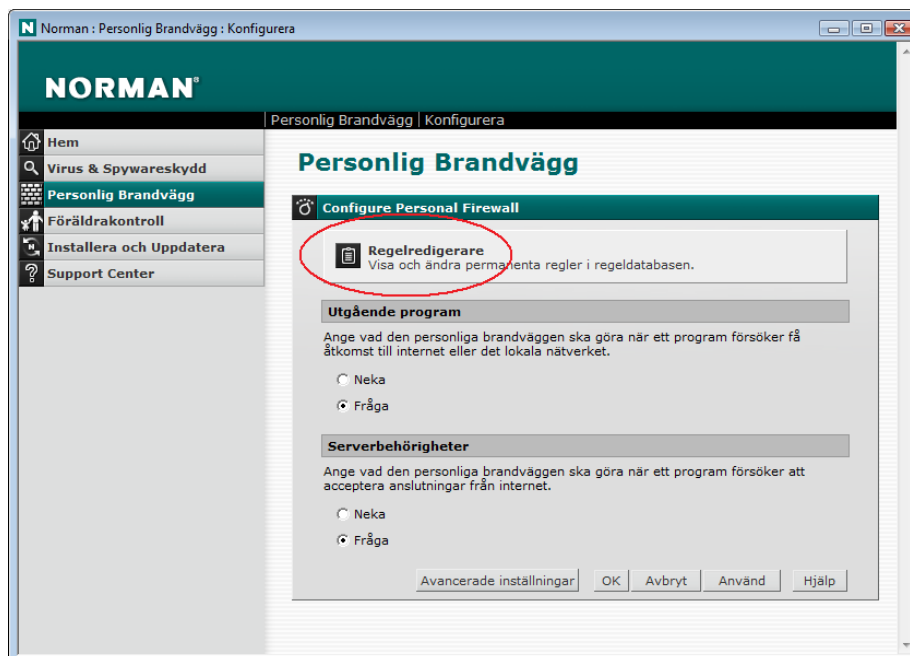 Norman : Personlig Brandvägg : Konfigurera
NORMAN®
Personlig Brandvägg | Konfigurera
Hem
Virus & Spywareskydd
Personlig Brandvägg
Föräldrakontroll
Installera och Uppdatera
Support Center
Personlig Brandvägg
Configure Personal Firewall
Regelredigerare
Visa och ändra permanenta regler i regeldatabasen.
Utgående program
Ange vad den personliga brandväggen ska göra när ett program försöker få
åtkomst till internet eller det lokala nätverket.
Neka
Fråga
Serverbehörigheter
Ange vad den personliga brandväggen ska göra när ett program försöker att
acceptera anslutningar från internet.
Neka
Fråga
Avancerade inställningar OK Avbryt Använd Hjälp